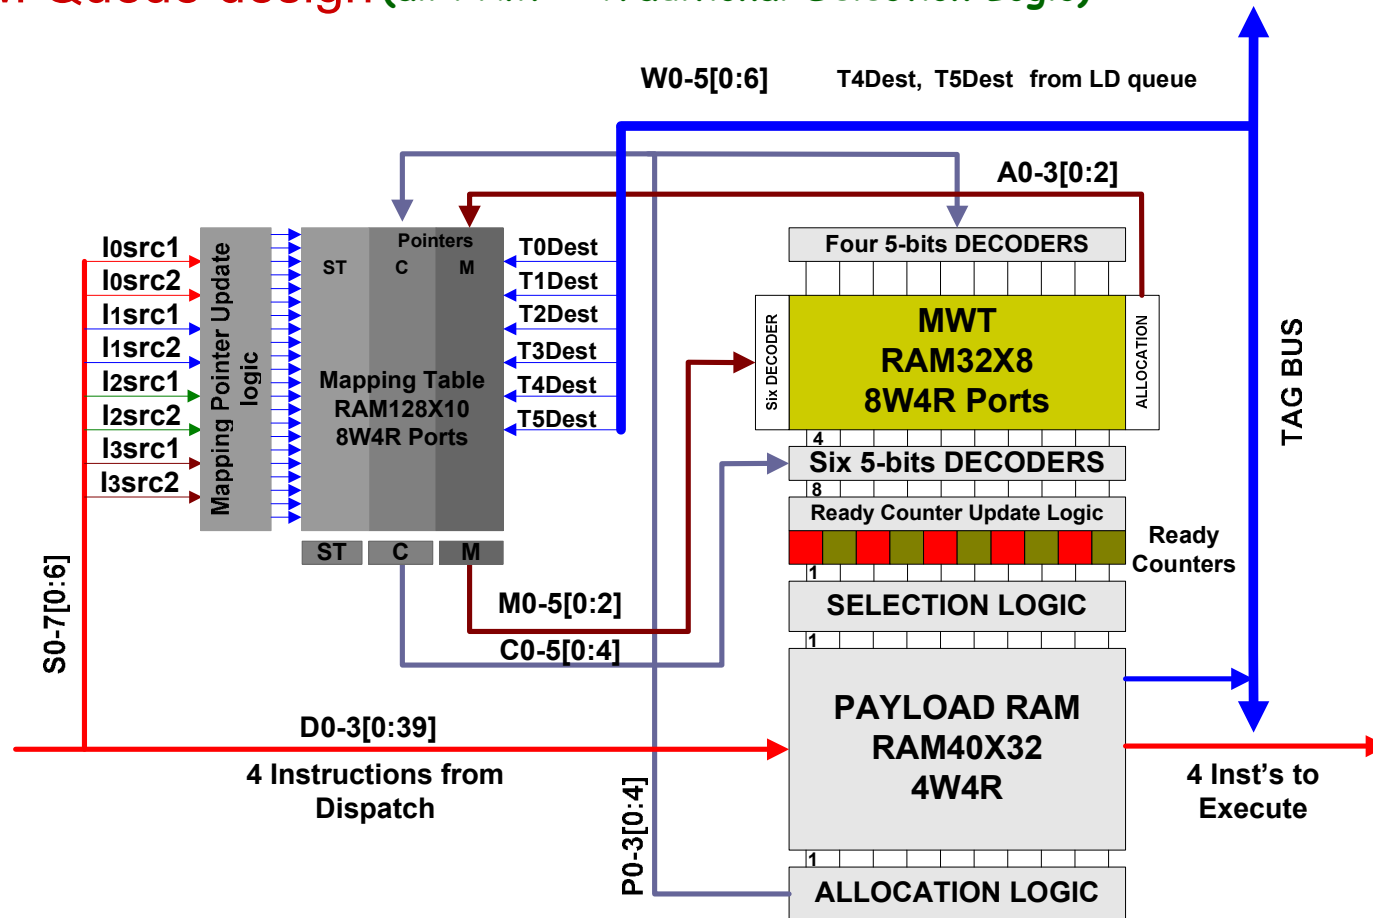 Queue design
W0-5[0:6]
T4Dest, T5Dest from LD queue
A0-3[0:2]
I0src1
I0src2
I1src1
I1src2
I2src1
I2src2
I3src1
I3src2
Mapping Pointer Update
logic
Pointers
ST C M
Mapping Table
RAM128X10
8W4R Ports
T0Dest
T1Dest
T2Dest
T3Dest
T4Dest
T5Dest
Four 5-bits DECODERS
Six DECODER
MWT
RAM32X8
8W4R Ports
ALLOCATION
TAG BUS
4
Six 5-bits DECODERS
8
Ready Counter Update Logic
Ready
Counters
ST C M
1
SELECTION LOGIC
1
M0-5[0:2]
C0-5[0:4]
S0-7[0:6]
D0-3[0:39]
4 Instructions from
Dispatch
PAYLOAD RAM
RAM40X32
4W4R
4 Inst's to
Execute
P0-3[0:4]
1
ALLOCATION LOGIC